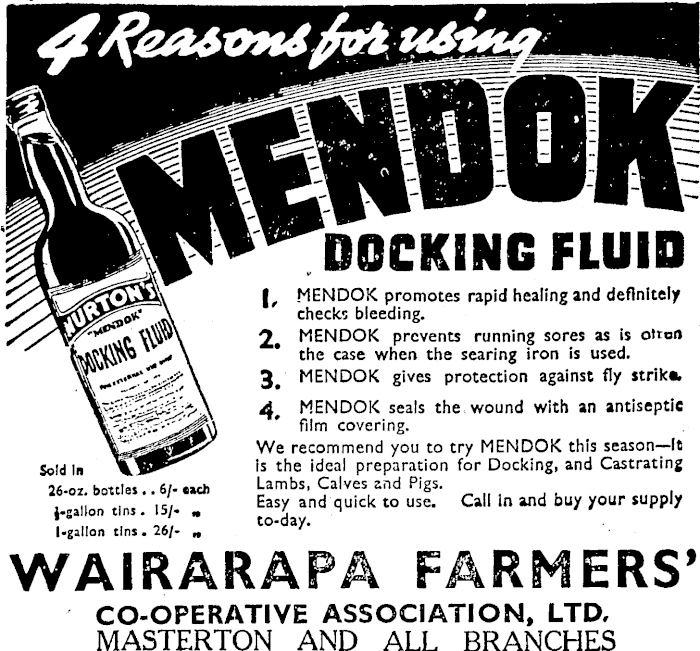 4 Reasons for using
MENDOK
DOCKING FLUID
BURTON'S
"MENDOK"
DOCKING FLUID
FOR EXTERNAL USE ONLY
1. MENDOK promotes rapid healing and definitely
checks bleeding.
2. MENDOK prevents running sores as is often
the case when the searing iron is used.
3. MENDOK gives protection against fly strike.
4. MENDOK seals the wound with an antiseptic
film covering.
We recommend you to try MENDOK this season—It
is the ideal preparation for Docking, and Castrating
Lambs, Calves and Pigs.
Easy and quick to use. Call in and buy your supply
to-day.
Sold in
26-oz. bottles . . 6/- each
½-gallon tins . 15/- "
1-gallon tins . 26/- "
WAIRARAPA FARMERS'
CO-OPERATIVE ASSOCIATION, LTD.
MASTERTON AND ALL BRANCHES